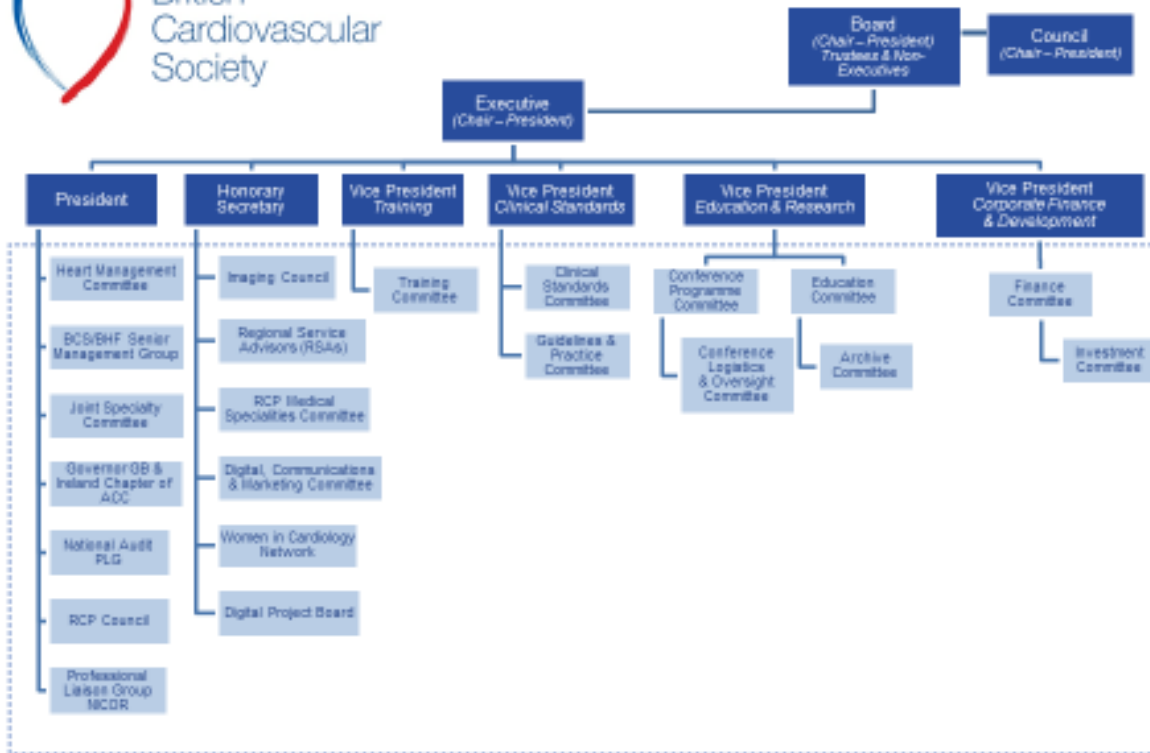 British
Cardiovascular
Society
Board
(Chair – President)
Trustees & Non-
Executives
Council
(Chair – President)
Executive
(Chair – President)
President
Honorary
Secretary
Vice President
Training
Vice President
Clinical Standards
Vice President
Education & Research
Vice President
Corporate Finance
& Development
Heart Management
Committee
BCS/BHF Senior
Management Group
Joint Specialty
Committee
Governor GB &
Ireland Chapter of
ACC
National Audit
PLG
RCP Council
Professional
Liaison Group
NICOR
Imaging Council
Regional Service
Advisors (RSAs)
RCP Medical
Specialities Committee
Digital, Communications
& Marketing Committee
Women in Cardiology
Network
Digital Project Board
Training
Committee
Clinical
Standards
Committee
Guidelines &
Practice
Committee
Conference
Programme
Committee
Conference
Logistics
& Oversight
Committee
Education
Committee
Archive
Committee
Finance
Committee
Investment
Committee